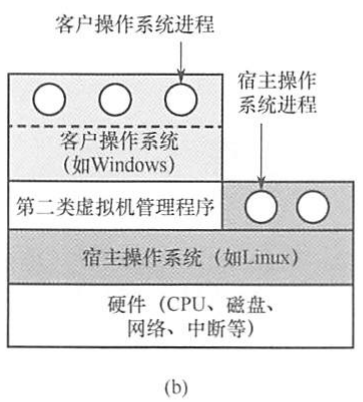 客户操作系统进程
宿主操作
系统进程
客户操作系统
(如Windows)
第二类虚拟机管理程序
宿主操作系统（如Linux）
硬件（CPU、磁盘、
网络、中断等）
(b)